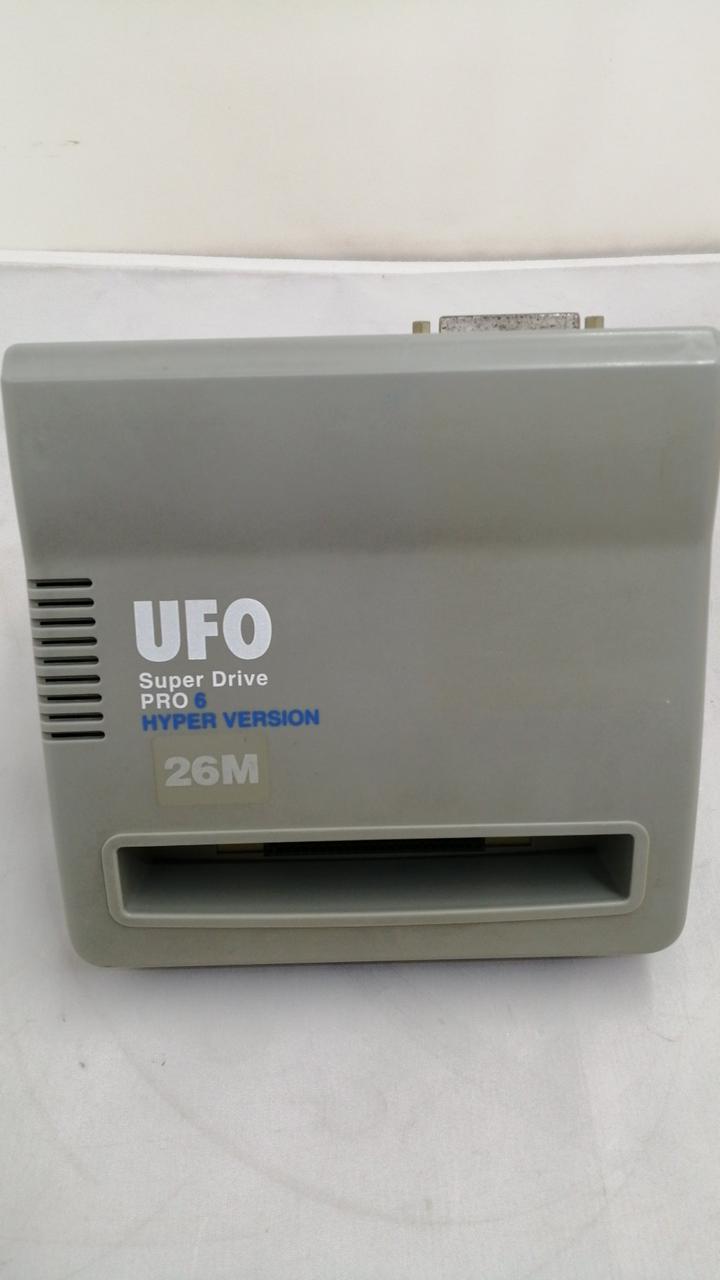 UFO
Super Drive
PRO 6
HYPER VERSION
26M